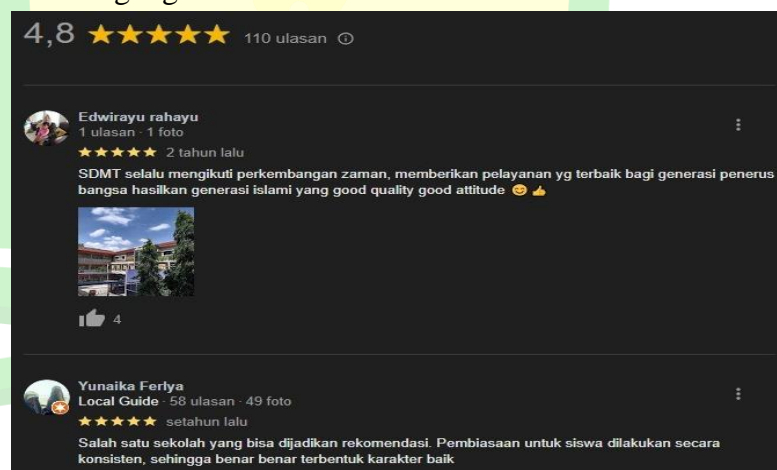 4,8 110 ulasan
Edwirayu rahayu
1 ulasan · 1 foto
2 tahun lalu
SDMT selalu mengikuti perkembangan zaman, memberikan pelayanan yg terbaik bagi generasi penerus
bangsa hasilkan generasi islami yang good quality good attitude 😊 👍
4
Yunaika Ferlya
Local Guide · 58 ulasan · 49 foto
setahun lalu
Salah satu sekolah yang bisa dijadikan rekomendasi. Pembiasaan untuk siswa dilakukan secara
konsisten, sehingga benar benar terbentuk karakter baik